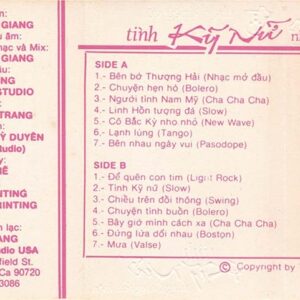 n:
GIANG
u âm:
GIANG
hạc và Mix:
GIANG
ầu:
NG
STUDIO
TRANG
n:
Ỳ DUYÊN
udio)
y:
Ê
NTING
RINTING
n lạc:
ANG
dio USA
field St.
Ca 90720
3086
tình Kỹ Nữ n
SIDE A
1.- Bên bờ Thượng Hải (Nhạc mở đầu)
2.- Chuyện hẹn hò (Bolero)
3.- Người tình Nam Mỹ (Cha Cha Cha)
4.- Linh Hồn tượng đá (Slow)
5.- Cô Bắc Kỳ nho nhỏ (New Wave)
6.- Lạnh lùng (Tango)
7.- Bên nhau ngày vui (Pasodope)
SIDE B
1.- Để quên con tim (Light Rock)
2.- Tình Kỹ nữ (Slow)
3.- Chiều trên đồi thông (Swing)
4.- Chuyện tình buồn (Bolero)
5.- Bây giờ mình cách xa (Cha Cha Cha)
6.- Đừng lừa dối nhau (Boston)
7.- Mưa (Valse)
© Copyright by